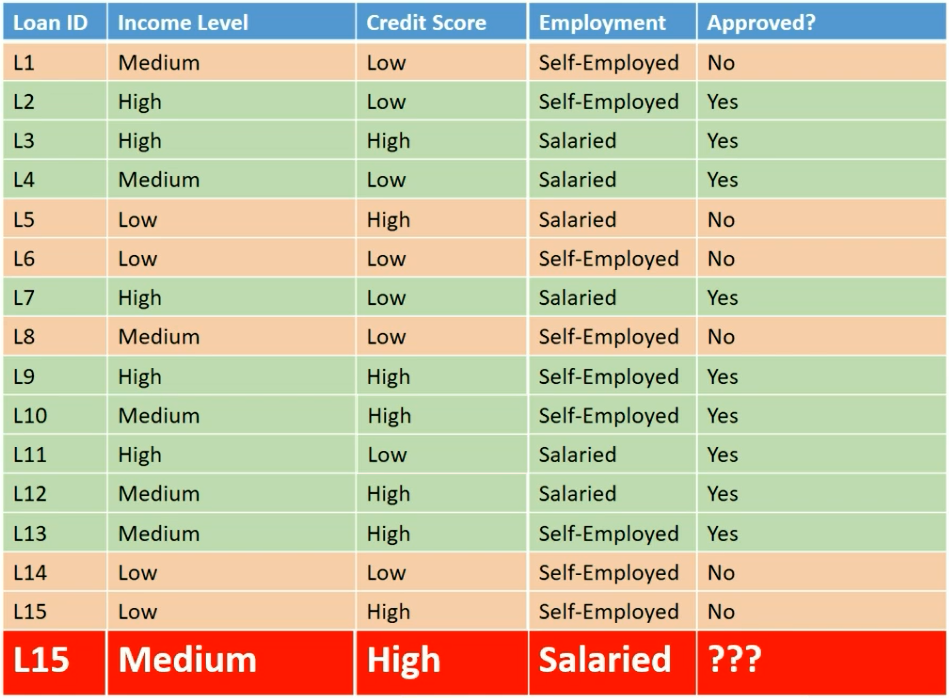 Loan ID Income Level Credit Score Employment Approved?
L1 Medium Low Self-Employed No
L2 High Low Self-Employed Yes
L3 High High Salaried Yes
L4 Medium Low Salaried Yes
L5 Low High Salaried No
L6 Low Low Self-Employed No
L7 High Low Salaried Yes
L8 Medium Low Self-Employed No
L9 High High Self-Employed Yes
L10 Medium High Self-Employed Yes
L11 High Low Salaried Yes
L12 Medium High Salaried Yes
L13 Medium High Self-Employed Yes
L14 Low Low Self-Employed No
L15 Low High Self-Employed No
L15 Medium High Salaried ???